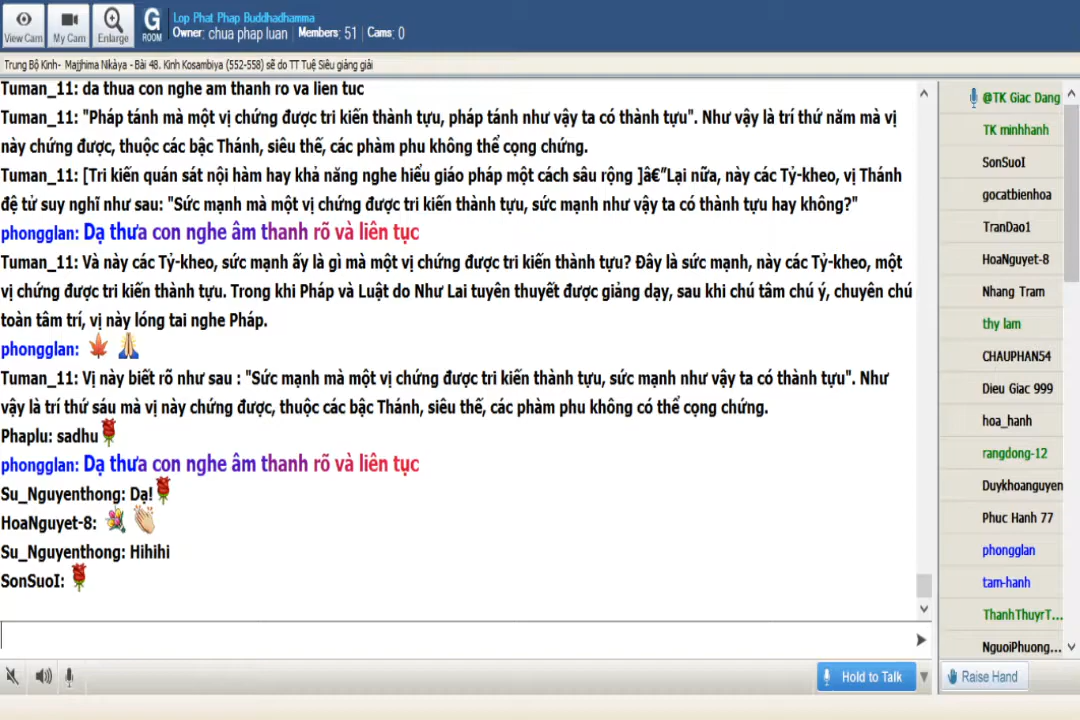 View Cam
My Cam
Enlarge
G
ROOM
Lop Phat Phap Buddhadhamma
Owner: chua phap luan | Members: 51 | Cams: 0
Trung Bộ Kinh- Majjhima Nikàya - Bài 48. Kinh Kosambiya (552-558) sẽ do TT Tuệ Siêu giảng giải
Tuman_11: da thua con nghe am thanh ro va lien tuc
Tuman_11: "Pháp tánh mà một vị chứng được tri kiến thành tựu, pháp tánh như vậy ta có thành tựu". Như vậy là trí thứ năm mà vị
này chứng được, thuộc các bậc Thánh, siêu thế, các phàm phu không thể cọng chứng.
Tuman_11: [Tri kiến quán sát nội hàm hay khả năng nghe hiểu giáo pháp một cách sâu rộng ]â€”Lại nữa, này các Tỷ-kheo, vị Thánh
đệ tử suy nghĩ như sau: "Sức mạnh mà một vị chứng được tri kiến thành tựu, sức mạnh như vậy ta có thành tựu hay không?"
phongglan: Dạ thưa con nghe âm thanh rõ và liên tục
Tuman_11: Và này các Tỷ-kheo, sức mạnh ấy là gì mà một vị chứng được tri kiến thành tựu? Đây là sức mạnh, này các Tỷ-kheo, một
vị chứng được tri kiến thành tựu. Trong khi Pháp và Luật do Như Lai tuyên thuyết được giảng dạy, sau khi chú tâm chú ý, chuyên chú
toàn tâm trí, vị này lóng tai nghe Pháp.
phongglan: 🍁 🙏
Tuman_11: Vị này biết rõ như sau : "Sức mạnh mà một vị chứng được tri kiến thành tựu, sức mạnh như vậy ta có thành tựu". Như
vậy là trí thứ sáu mà vị này chứng được, thuộc các bậc Thánh, siêu thế, các phàm phu không có thể cọng chứng.
Phaplu: sadhu🌹
phongglan: Dạ thưa con nghe âm thanh rõ và liên tục
Su_Nguyenthong: Dạ!🌹
HoaNguyet-8: 💐 👏
Su_Nguyenthong: Hihihi
SonSuoI: 🌹
@TK Giac Dang
TK minhhanh
SonSuoI
gocatbienhoa
TranDao1
HoaNguyet-8
Nhang Tram
thy lam
CHAUPHAN54
Dieu Giac 999
hoa_hanh
rangdong-12
Duykhoanguyen
Phuc Hanh 77
phongglan
tam-hanh
ThanhThuyrT...
NguoiPhuong...
Hold to Talk
Raise Hand